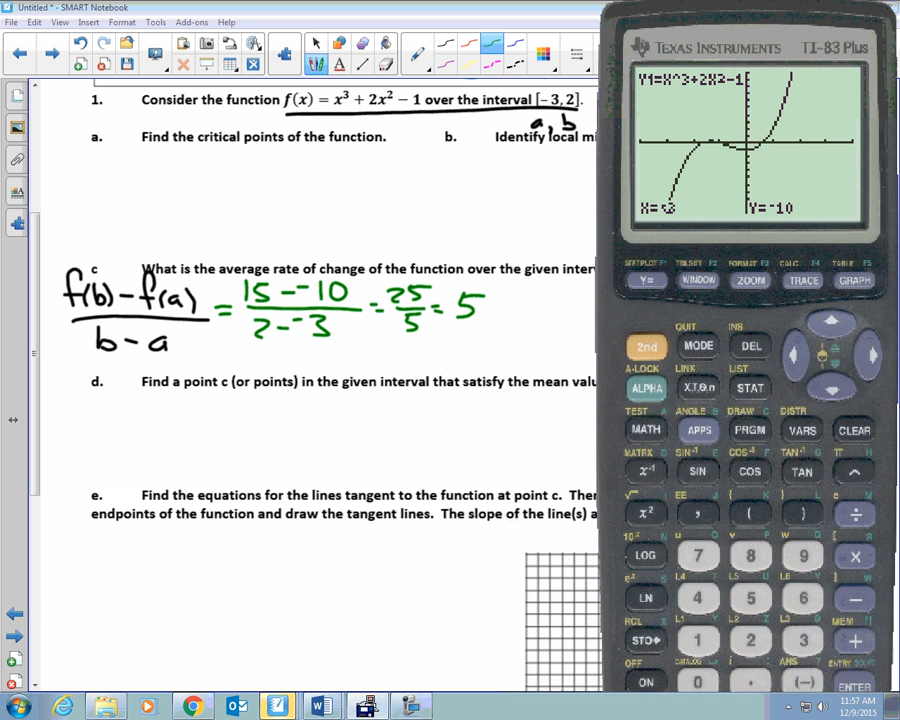 Untitled * - SMART Notebook
File Edit View Insert Format Tools Add-ons Help
1. Consider the function f(x) = x³ + 2x² − 1 over the interval [−3, 2].
a, b
a. Find the critical points of the function. b. Identify local mi
c What is the average rate of change of the function over the given inter
f(b) - f(a) / b - a = 15 - -10 / 2 - -3 = 25 / 5 = 5
d. Find a point c (or points) in the given interval that satisfy the mean valu
e. Find the equations for the lines tangent to the function at point c. Ther
endpoints of the function and draw the tangent lines. The slope of the line(s) a
TEXAS INSTRUMENTS TI-83 Plus
Y1=X^3+2X2-1
Y=-10
STATPLOT F1 TBLSET F2 FORMAT F3 CALC F4 TABLE F5
Y= WINDOW ZOOM TRACE GRAPH
QUIT INS
2nd MODE DEL
A-LOCK LINK LIST
ALPHA X,T,Θ,n STAT
TEST A ANGLE B DRAW C DISTR
MATH APPS PRGM VARS CLEAR
MATRX D SIN⁻¹ E COS⁻¹ F TAN⁻¹ G π H
x⁻¹ SIN COS TAN ^
√ I EE J { K } L e M
x² , ( ) ÷
10ˣ N u O v P w Q [ R
LOG 7 8 9 ×
eˣ S L4 T L5 U L6 V ] W
LN 4 5 6 −
RCL X L1 Y L2 Z L3 θ MEM "
STO 1 2 3 +
OFF CATALOG i : ANS ? ENTRY SOLVE
ON 0 . (−) ENTER
11:57 AM
12/9/2015